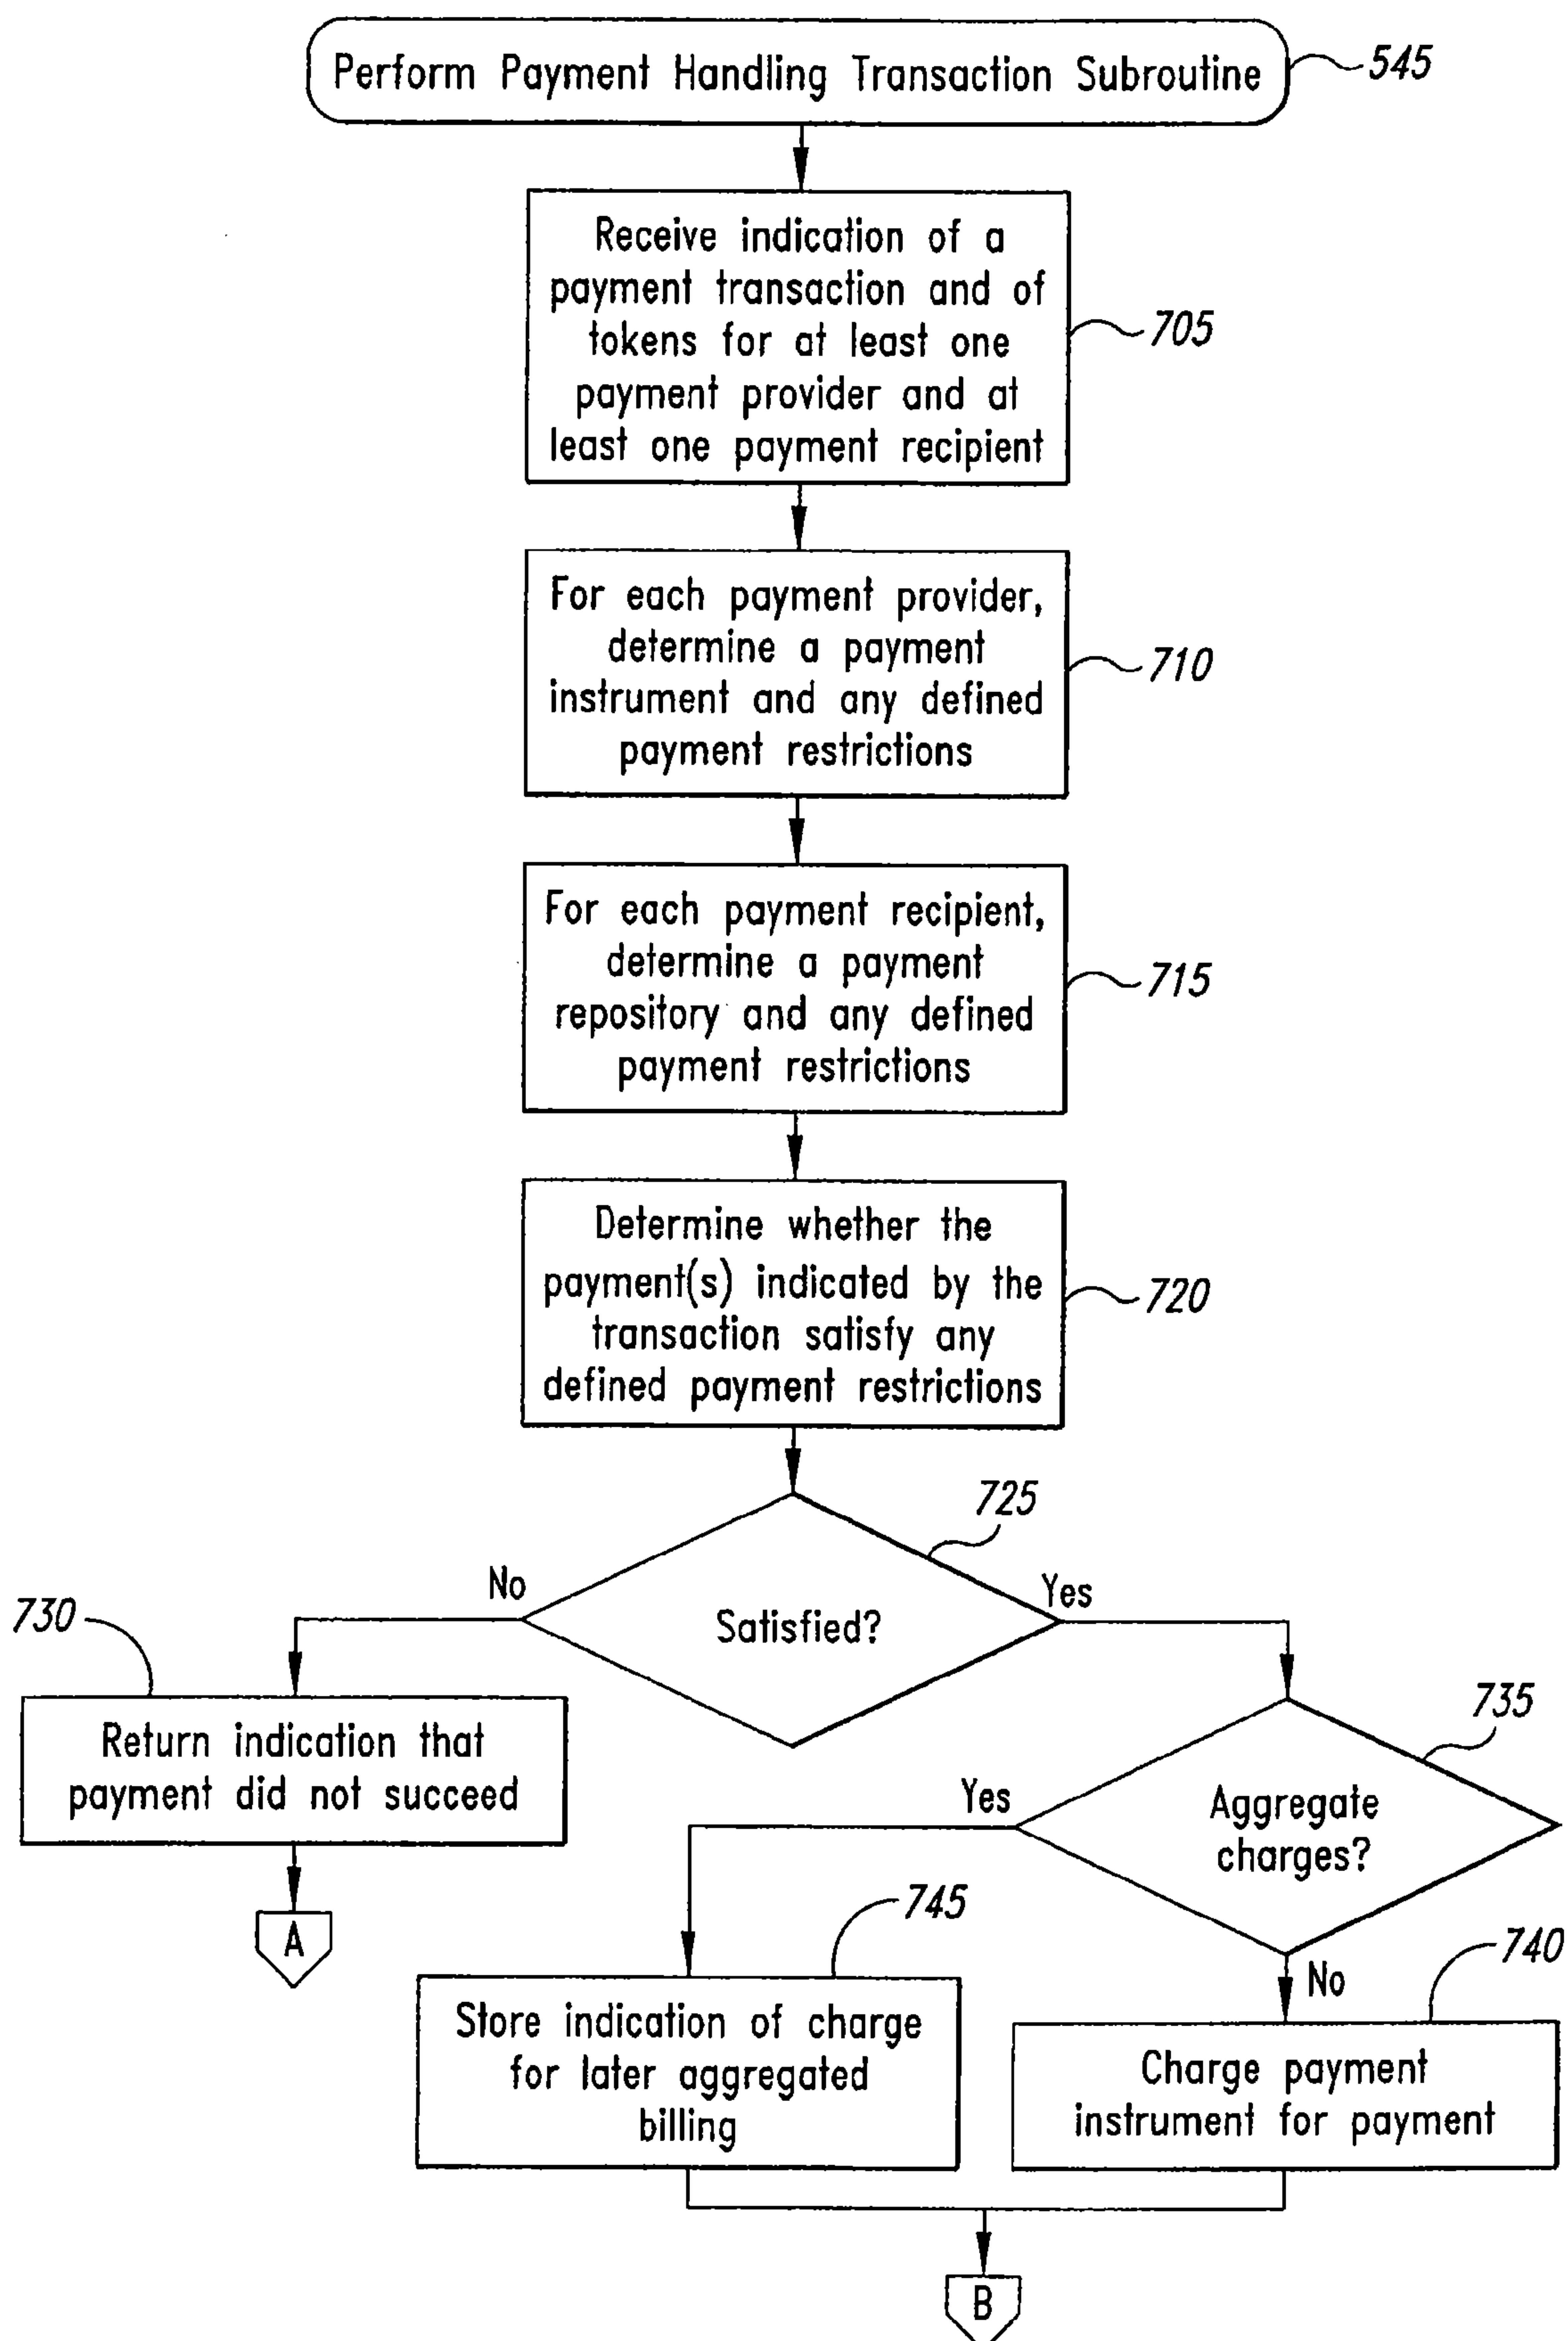 Perform Payment Handling Transaction Subroutine
545
Receive indication of a
payment transaction and of
tokens for at least one
payment provider and at
least one payment recipient
705
For each payment provider,
determine a payment
instrument and any defined
payment restrictions
710
For each payment recipient,
determine a payment
repository and any defined
payment restrictions
715
Determine whether the
payment(s) indicated by the
transaction satisfy any
defined payment restrictions
720
725
No
Satisfied?
Yes
730
Return indication that
payment did not succeed
A
735
Yes
Aggregate
charges?
745
No
740
Store indication of charge
for later aggregated
billing
Charge payment
instrument for payment
B